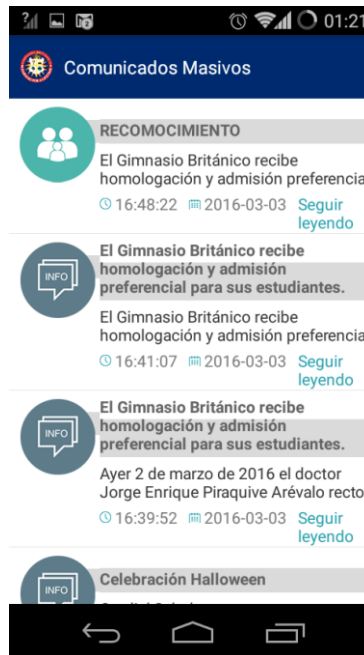 01:21
Comunicados Masivos
RECOMOCIMIENTO
El Gimnasio Británico recibe
homologación y admisión preferencia
16:48:22 2016-03-03 Seguir
leyendo
INFO
El Gimnasio Británico recibe
homologación y admisión
preferencial para sus estudiantes.
El Gimnasio Británico recibe
homologación y admisión preferencia
16:41:07 2016-03-03 Seguir
leyendo
INFO
El Gimnasio Británico recibe
homologación y admisión
preferencial para sus estudiantes.
Ayer 2 de marzo de 2016 el doctor
Jorge Enrique Piraquive Arévalo recto
16:39:52 2016-03-03 Seguir
leyendo
INFO
Celebración Halloween